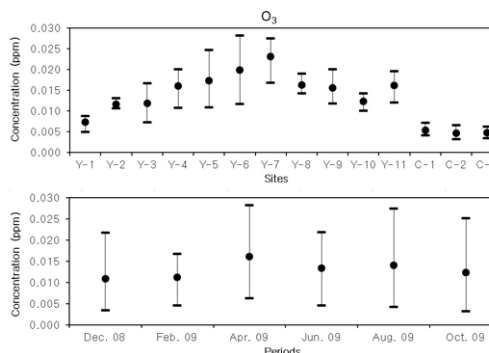 O3
Concentration (ppm)
0.030
0.025
0.020
0.015
0.010
0.005
0.000
Y-1 Y-2 Y-3 Y-4 Y-5 Y-6 Y-7 Y-8 Y-9 Y-10 Y-11 C-1 C-2 C-
Sites
Concentration (ppm)
0.030
0.025
0.020
0.015
0.010
0.005
0.000
Dec. 08 Feb. 09 Apr. 09 Jun. 09 Aug. 09 Oct. 09
Periods